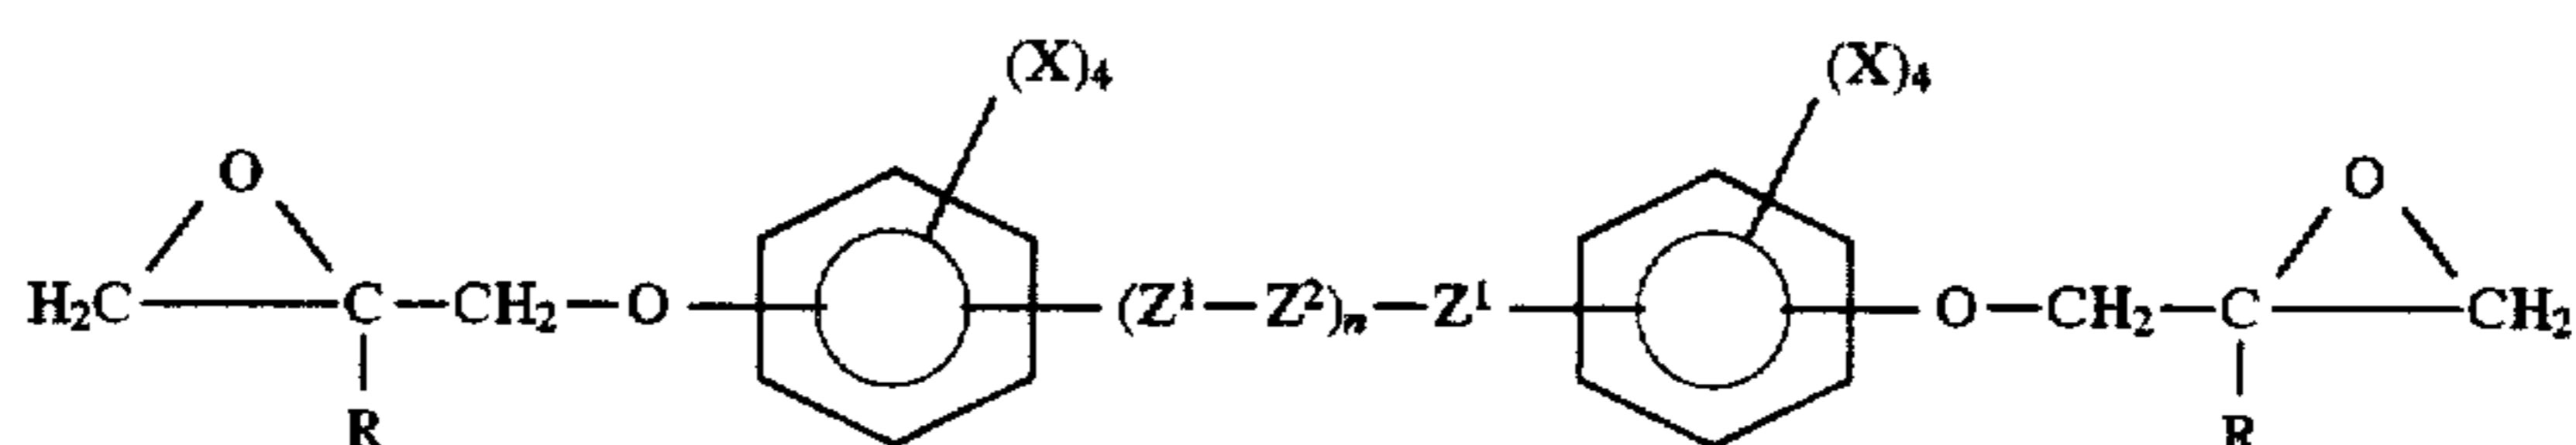 (X)₄ (X)₄
O O
H₂C C–CH₂–O (Z¹–Z²)ₙ–Z¹ O–CH₂–C CH₂
R R